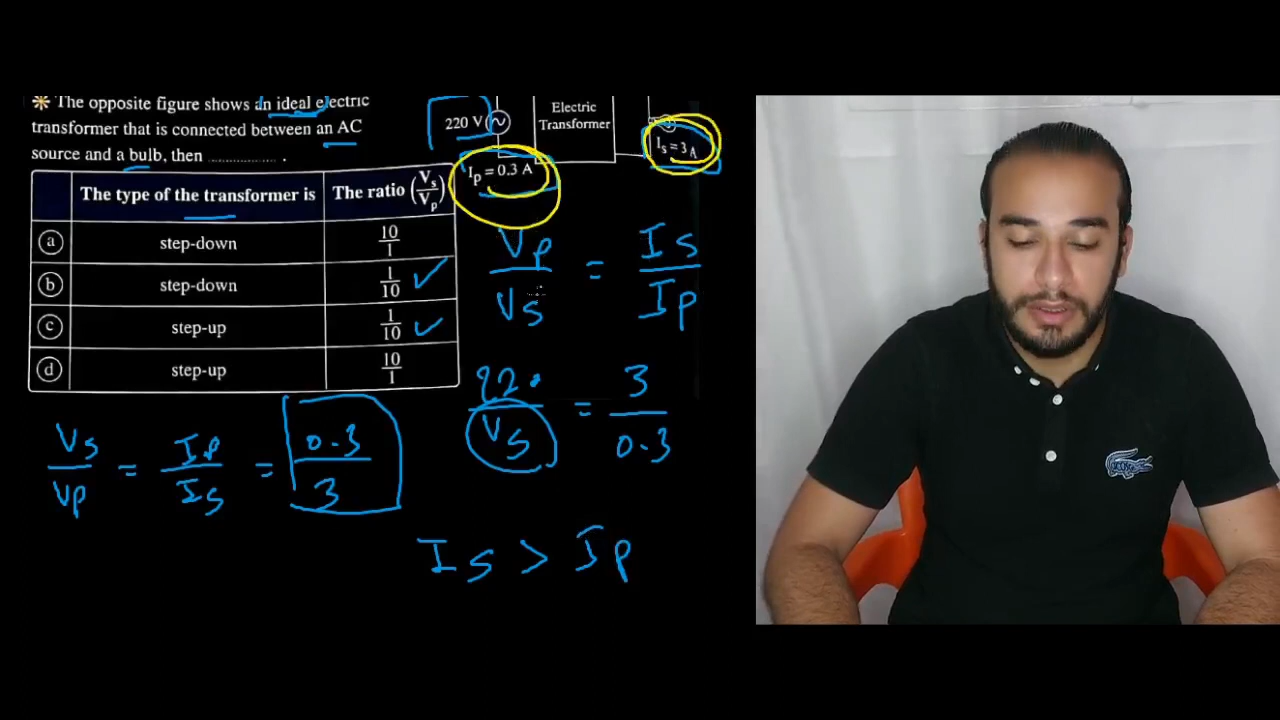 The opposite figure shows an ideal electric
transformer that is connected between an AC
source and a bulb, then ................ .
220 V
Electric
Transformer
Ip = 0.3 A
Is = 3 A
The type of the transformer is The ratio (Vs/Vp)
a step-down 10/1
b step-down 1/10 ✓
c step-up 1/10 ✓
d step-up 10/1
Vp/Vs = Is/Ip
220/Vs = 3/0.3
Vs/Vp = Ip/Is = 0.3/3
Is > Ip